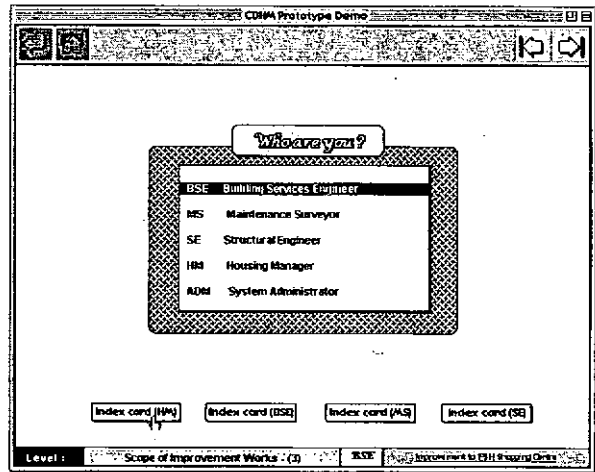 CDHM Prototype Demo
Who are you?
BSE Building Services Engineer
MS Maintenance Surveyor
SE Structural Engineer
HM Housing Manager
ADM System Administrator
Index card (HM) Index card (BSE) Index card (MS) Index card (SE)
Level : Scope of Improvement Works - (3) BSE Improvement to PSH Shopping Centre